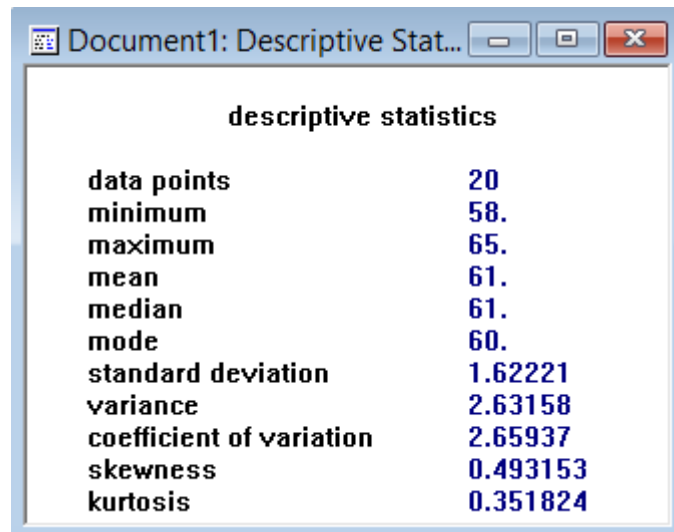 Document1: Descriptive Stat...
descriptive statistics
data points 20
minimum 58.
maximum 65.
mean 61.
median 61.
mode 60.
standard deviation 1.62221
variance 2.63158
coefficient of variation 2.65937
skewness 0.493153
kurtosis 0.351824